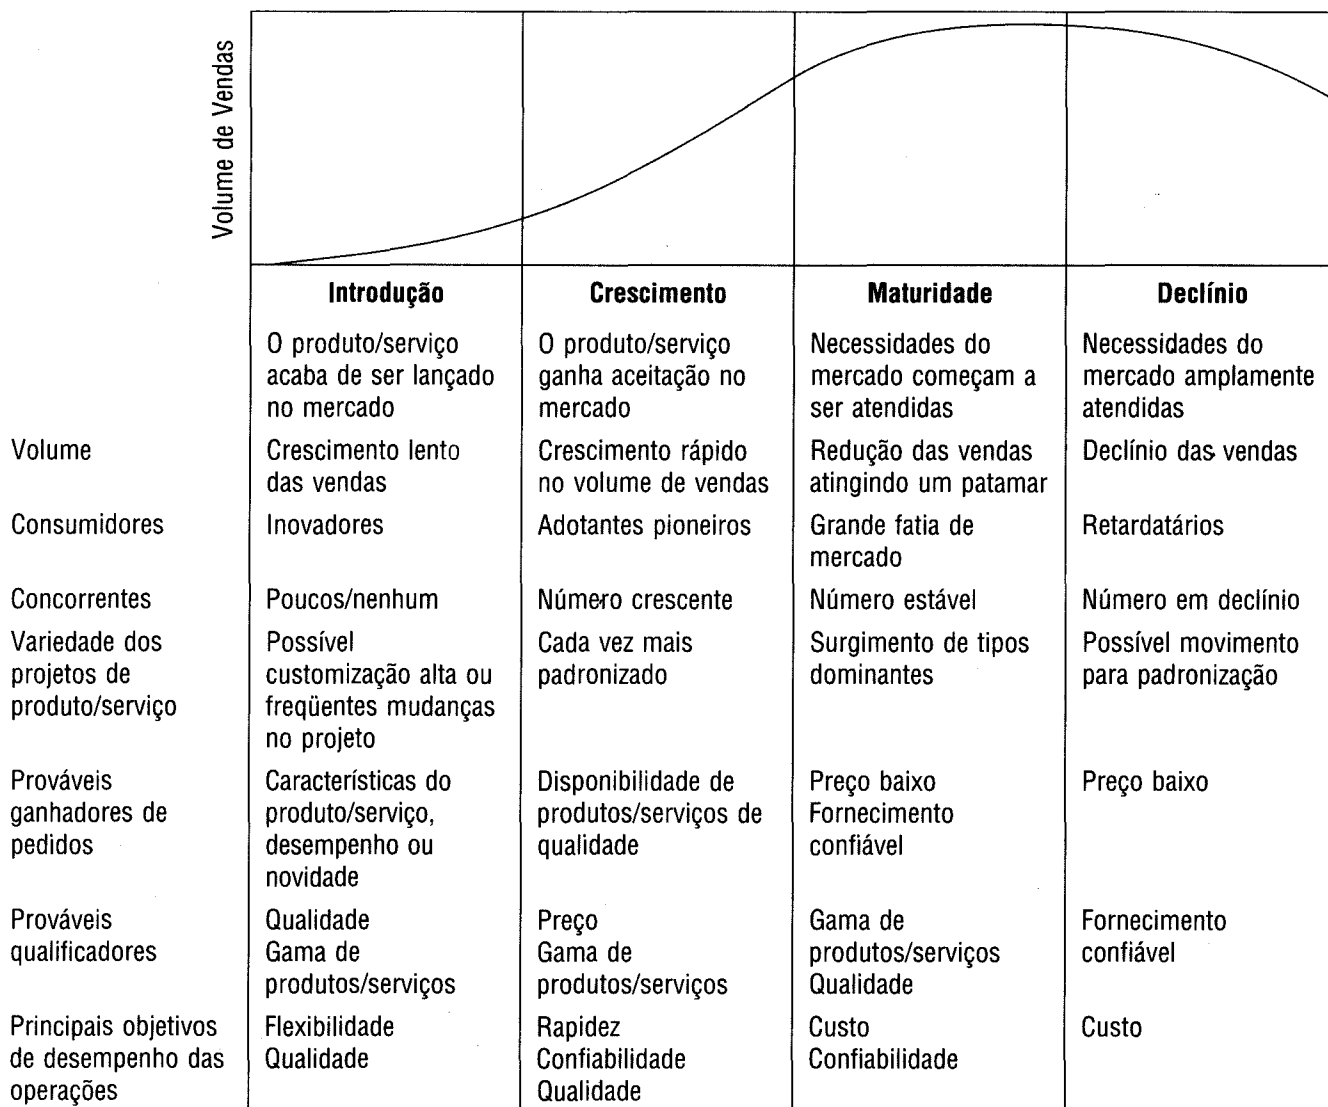 Volume de Vendas
Introdução
Crescimento
Maturidade
Declínio
O produto/serviço
acaba de ser lançado
no mercado
O produto/serviço
ganha aceitação no
mercado
Necessidades do
mercado começam a
ser atendidas
Necessidades do
mercado amplamente
atendidas
Volume
Crescimento lento
das vendas
Crescimento rápido
no volume de vendas
Redução das vendas
atingindo um patamar
Declínio das vendas
Consumidores
Inovadores
Adotantes pioneiros
Grande fatia de
mercado
Retardatários
Concorrentes
Poucos/nenhum
Número crescente
Número estável
Número em declínio
Variedade dos
projetos de
produto/serviço
Possível
customização alta ou
freqüentes mudanças
no projeto
Cada vez mais
padronizado
Surgimento de tipos
dominantes
Possível movimento
para padronização
Prováveis
ganhadores de
pedidos
Características do
produto/serviço,
desempenho ou
novidade
Disponibilidade de
produtos/serviços de
qualidade
Preço baixo
Fornecimento
confiável
Preço baixo
Prováveis
qualificadores
Qualidade
Gama de
produtos/serviços
Preço
Gama de
produtos/serviços
Gama de
produtos/serviços
Qualidade
Fornecimento
confiável
Principais objetivos
de desempenho das
operações
Flexibilidade
Qualidade
Rapidez
Confiabilidade
Qualidade
Custo
Confiabilidade
Custo